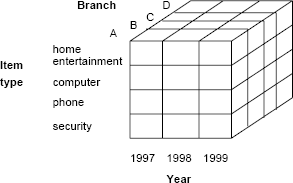 Branch
D
C
B
A
home
entertainment
Item
type
computer
phone
security
1997 1998 1999
Year